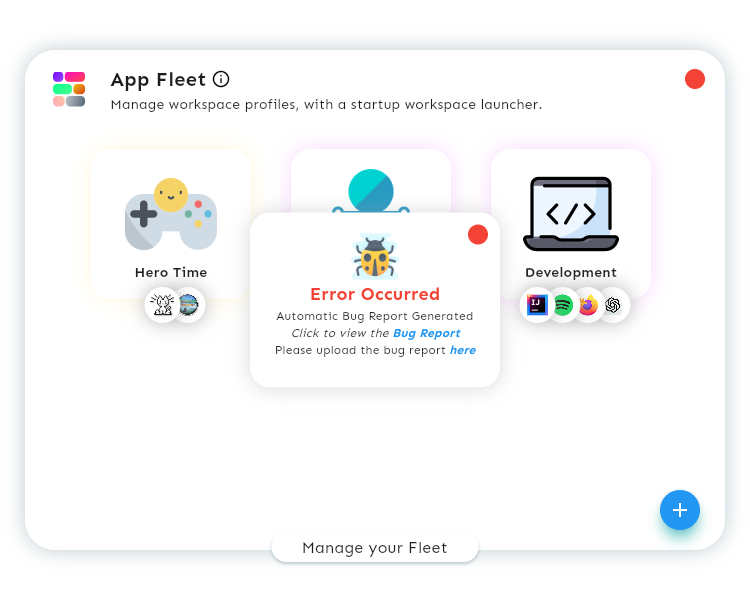 App Fleet
Manage workspace profiles, with a startup workspace launcher.
Hero Time
Development
IJ
Error Occurred
Automatic Bug Report Generated
Click to view the Bug Report
Please upload the bug report here
Manage your Fleet